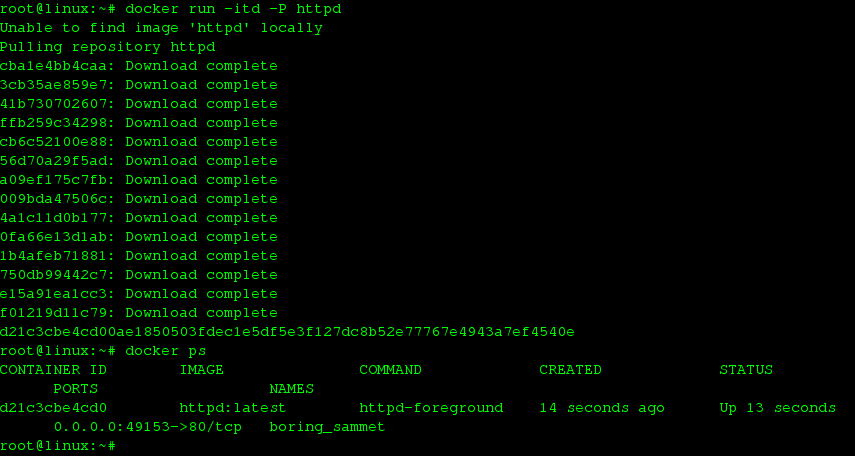 root@linux:~# docker run -itd -P httpd
Unable to find image 'httpd' locally
Pulling repository httpd
cba1e4bb4caa: Download complete
3cb35ae859e7: Download complete
41b730702607: Download complete
ffb259c34298: Download complete
cb6c52100e88: Download complete
56d70a29f5ad: Download complete
a09ef175c7fb: Download complete
009bda47506c: Download complete
4a1c11d0b177: Download complete
0fa66e13d1ab: Download complete
1b4afeb71881: Download complete
750db99442c7: Download complete
e15a91ea1cc3: Download complete
f01219d11c79: Download complete
d21c3cbe4cd00ae1850503fdec1e5df5e3f127dc8b52e77767e4943a7ef4540e
root@linux:~# docker ps
CONTAINER ID        IMAGE               COMMAND             CREATED             STATUS
      PORTS                   NAMES
d21c3cbe4cd0        httpd:latest        httpd-foreground    14 seconds ago      Up 13 seconds
      0.0.0.0:49153->80/tcp   boring_sammet
root@linux:~#